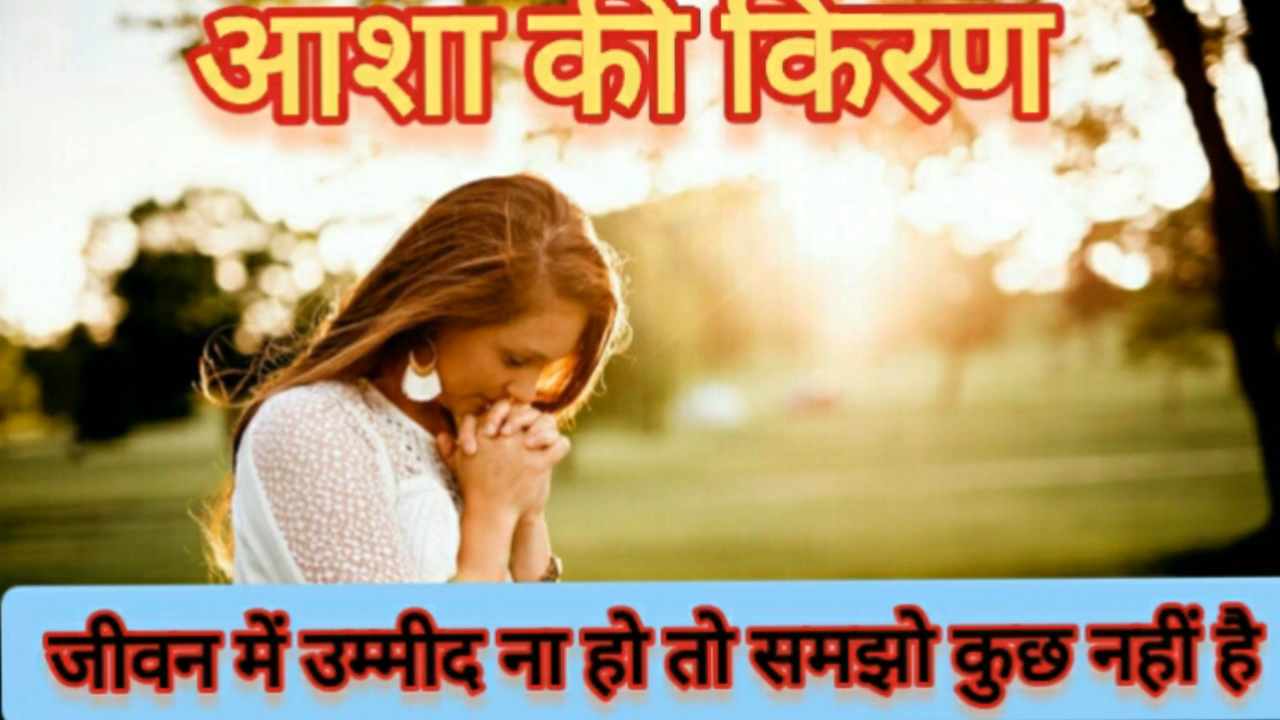 आशा की किरण
जीवन में उम्मीद ना हो तो समझो कुछ नहीं है